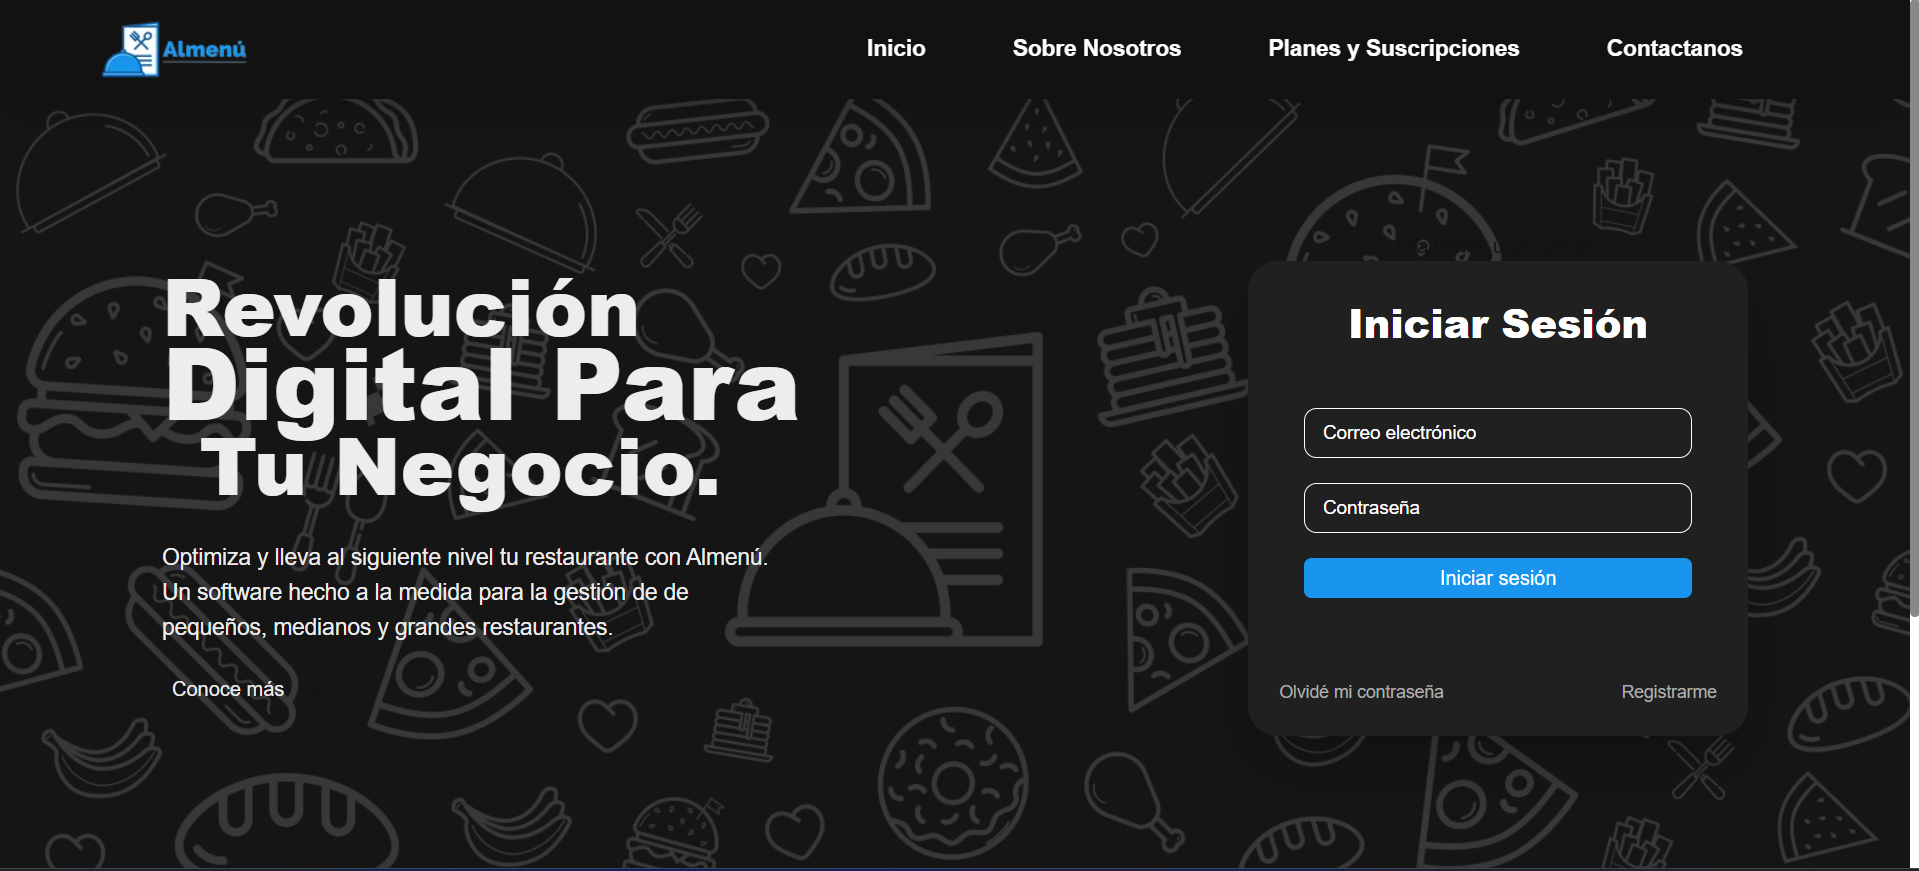 Almenú
Inicio
Sobre Nosotros
Planes y Suscripciones
Contactanos
Revolución
Digital Para
Tu Negocio.
Optimiza y lleva al siguiente nivel tu restaurante con Almenú.
Un software hecho a la medida para la gestión de de
pequeños, medianos y grandes restaurantes.
Conoce más
Iniciar Sesión
Correo electrónico
Contraseña
Iniciar sesión
Olvidé mi contraseña
Registrarme